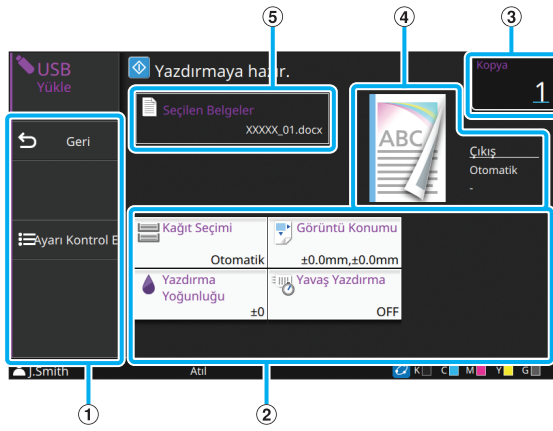 5
4
3
USB
Yükle
Yazdırmaya hazır.
Kopya
1
Seçilen Belgeler
XXXXX_01.docx
ABC
Çıkış
Otomatik
-
Geri
Ayarı Kontrol E
Kağıt Seçimi
Otomatik
Görüntü Konumu
±0.0mm,±0.0mm
Yazdırma
Yoğunluğu
±0
Yavaş Yazdırma
OFF
J.Smith
Atıl
K C M Y G
1
2